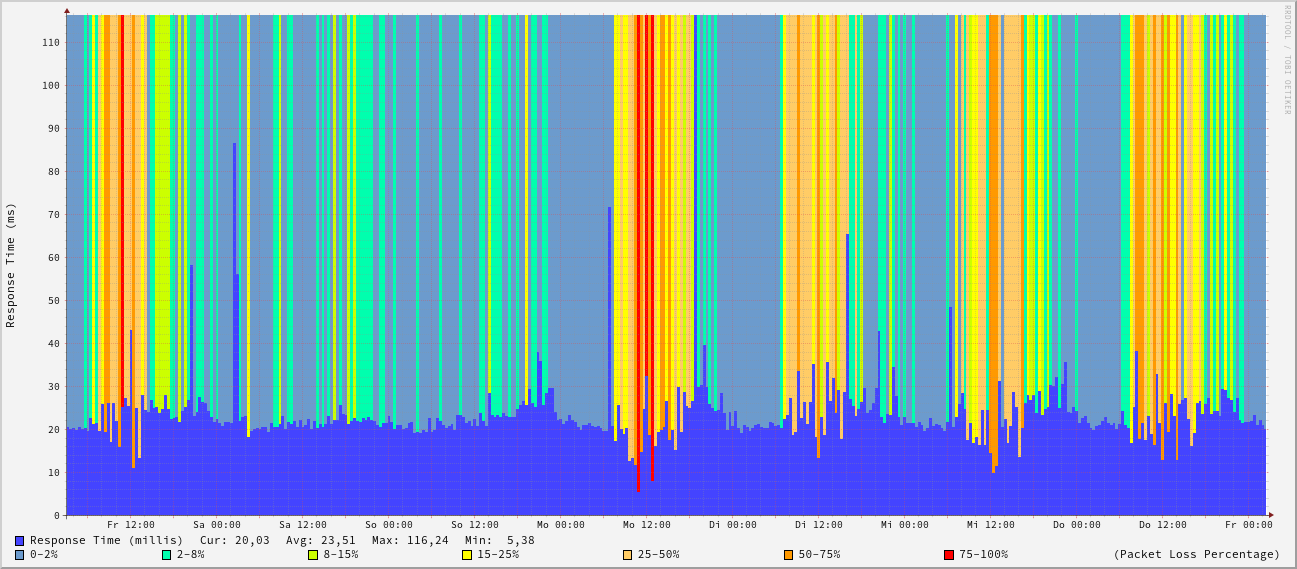 RRDTOOL / TOBI OETIKER
Response Time (ms)
110
100
90
80
70
60
50
40
30
20
10
0
Fr 12:00 Sa 00:00 Sa 12:00 So 00:00 So 12:00 Mo 00:00 Mo 12:00 Di 00:00 Di 12:00 Mi 00:00 Mi 12:00 Do 00:00 Do 12:00 Fr 00:00
Response Time (millis) Cur: 20,03 Avg: 23,51 Max: 116,24 Min: 5,38
0-2% 2-8% 8-15% 15-25% 25-50% 50-75% 75-100% (Packet Loss Percentage)